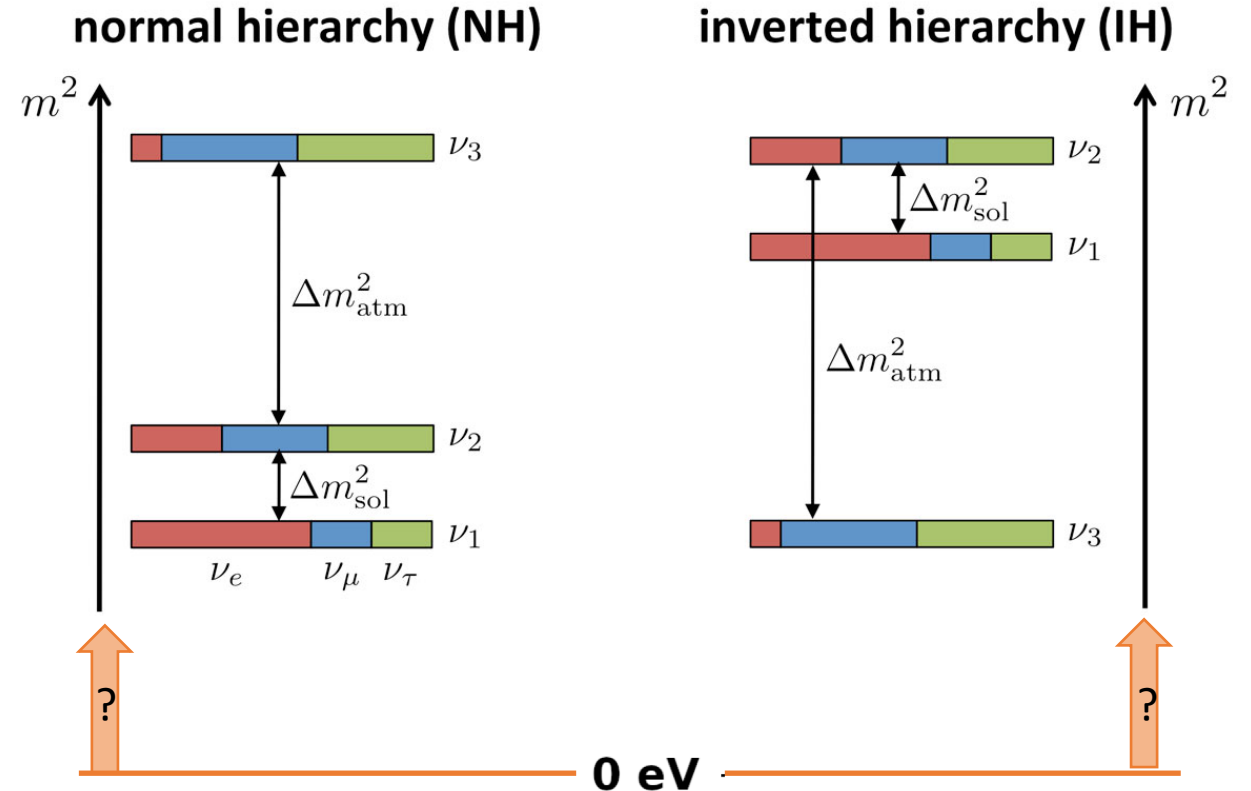 normal hierarchy (NH)
inverted hierarchy (IH)
m²
ν₃
Δm²atm
ν₂
Δm²sol
ν₁
νe νμ ντ
m²
ν₂
Δm²sol
ν₁
Δm²atm
ν₃
?
?
0 eV